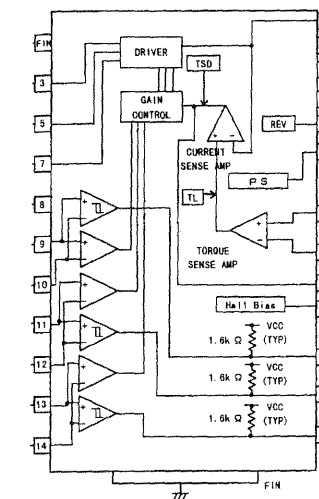 FIN
DRIVER
3
TSD
5
GAIN
CONTROL
REV
7
+ -
CURRENT
SENSE AMP
PS
8
TL
+
-
9
+
-
TORQUE
SENSE AMP
10
+
-
Hall Bias
11
+
-
VCC
1.6k Ω (TYP)
12
+
-
VCC
1.6k Ω (TYP)
13
+
-
VCC
1.6k Ω (TYP)
14
+
-
FIN